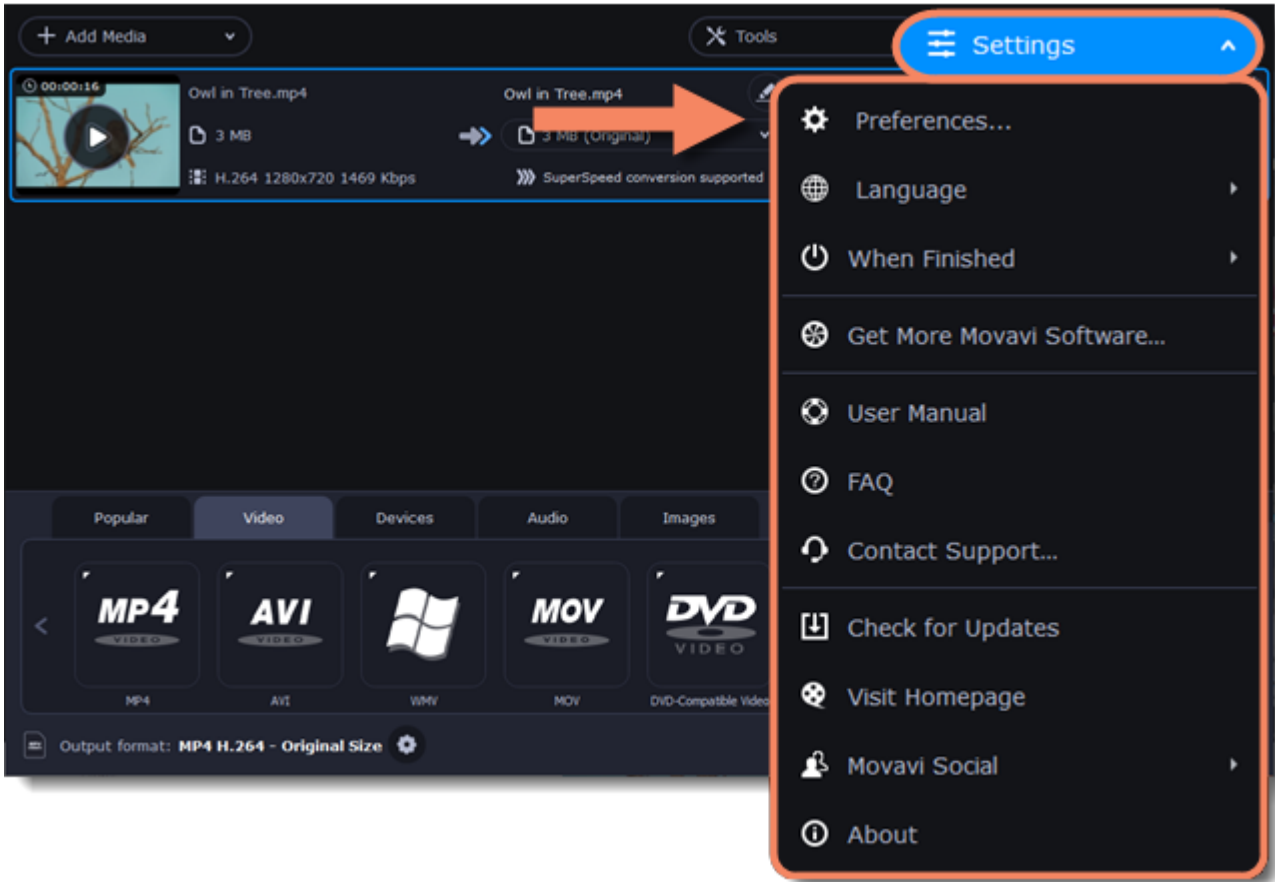 Add Media
Tools
Settings
00:00:16
Owl in Tree.mp4
Owl in Tree.mp4
3 MB
3 MB (Original)
H.264 1280x720 1469 Kbps
SuperSpeed conversion supported
Preferences...
Language
When Finished
Get More Movavi Software...
User Manual
FAQ
Contact Support...
Check for Updates
Visit Homepage
Movavi Social
About
Popular
Video
Devices
Audio
Images
MP4
VIDEO
AVI
VIDEO
MOV
VIDEO
DVD
VIDEO
MP4
AVI
WMV
MOV
DVD-Compatible Video
Output format: MP4 H.264 - Original Size